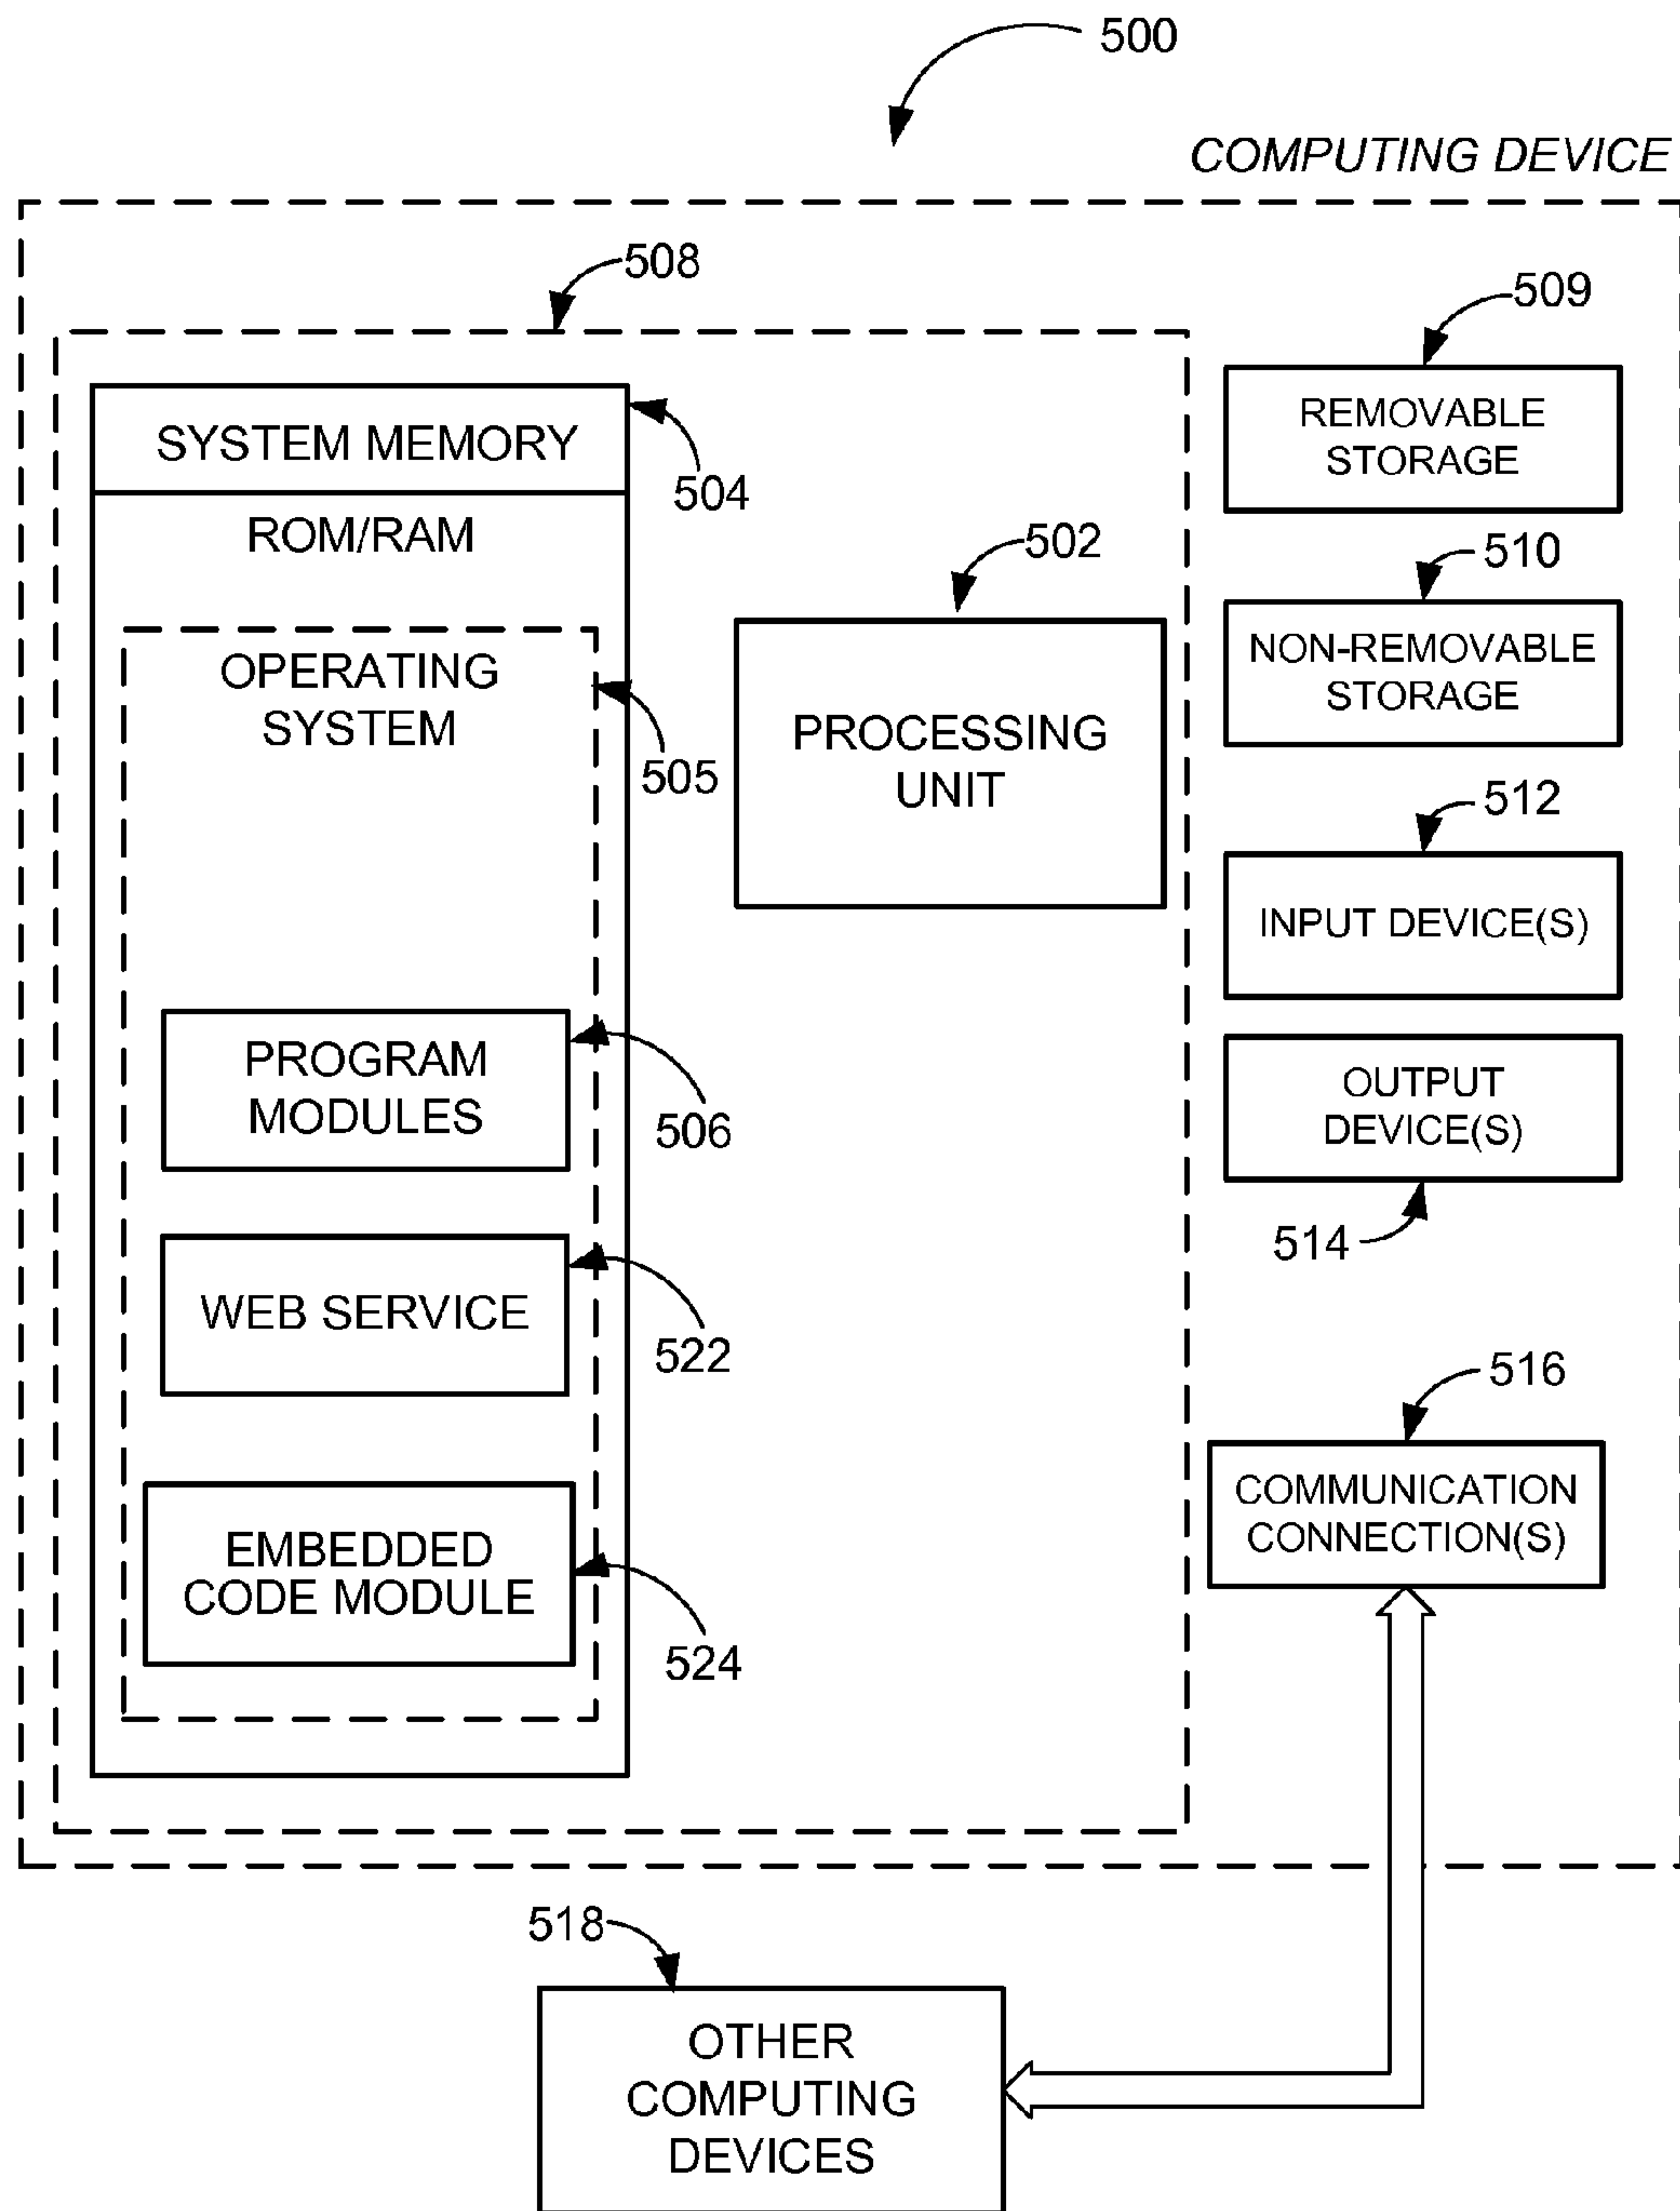 500
COMPUTING DEVICE
508
509
SYSTEM MEMORY
504
ROM/RAM
OPERATING
SYSTEM
505
502
PROCESSING
UNIT
REMOVABLE
STORAGE
510
NON-REMOVABLE
STORAGE
512
INPUT DEVICE(S)
OUTPUT
DEVICE(S)
514
PROGRAM
MODULES
506
WEB SERVICE
522
EMBEDDED
CODE MODULE
524
516
COMMUNICATION
CONNECTION(S)
518
OTHER
COMPUTING
DEVICES